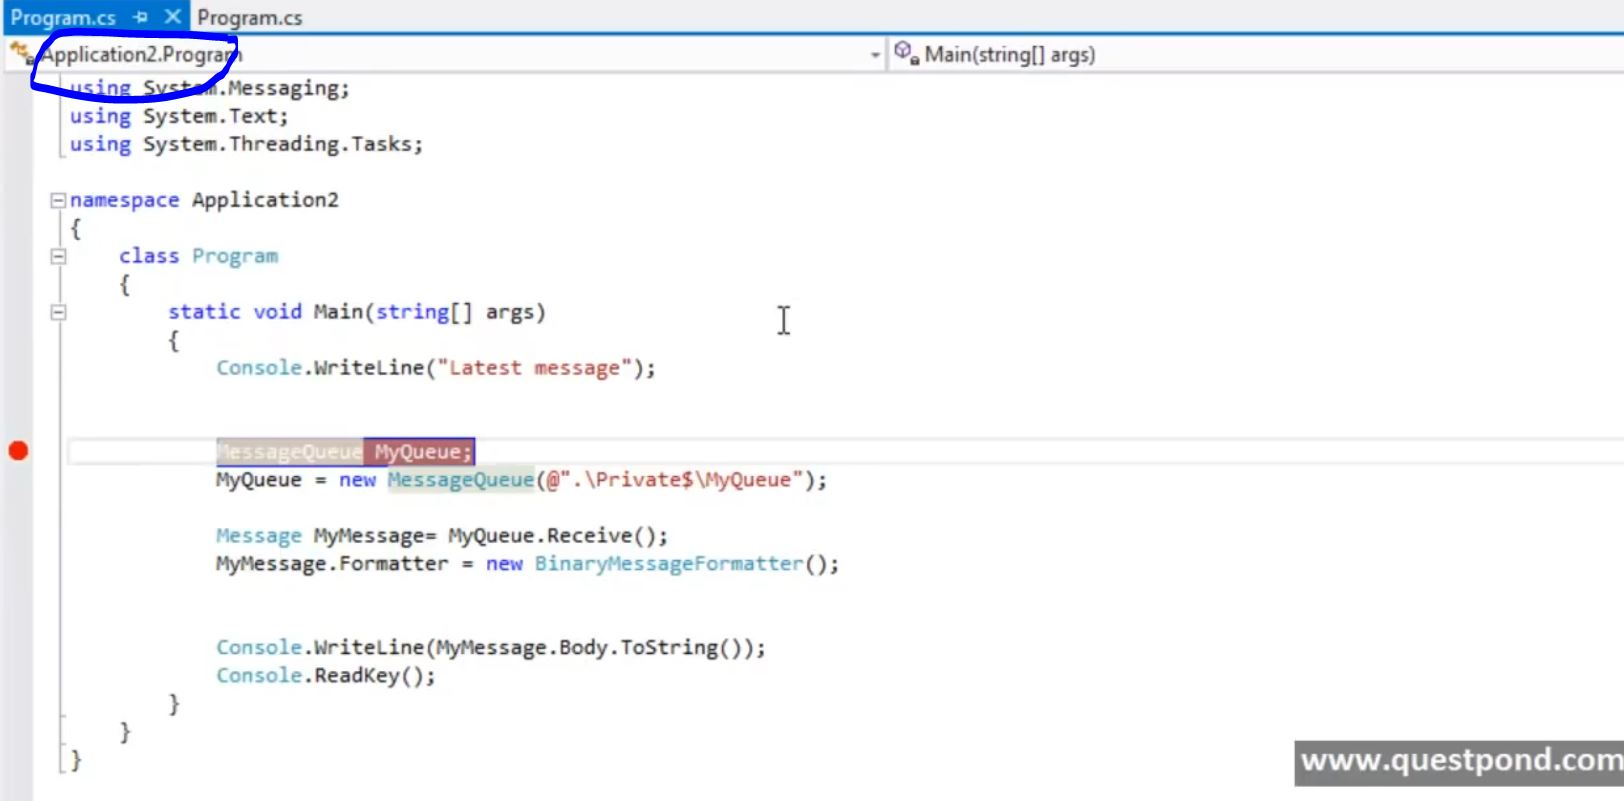 Program.cs Program.cs
Application2.Program Main(string[] args)
using System.Messaging;
using System.Text;
using System.Threading.Tasks;
namespace Application2
{
class Program
{
static void Main(string[] args)
{
Console.WriteLine("Latest message");
MessageQueue MyQueue;
MyQueue = new MessageQueue(@".\Private$\MyQueue");
Message MyMessage= MyQueue.Receive();
MyMessage.Formatter = new BinaryMessageFormatter();
Console.WriteLine(MyMessage.Body.ToString());
Console.ReadKey();
}
}
}
www.questpond.com